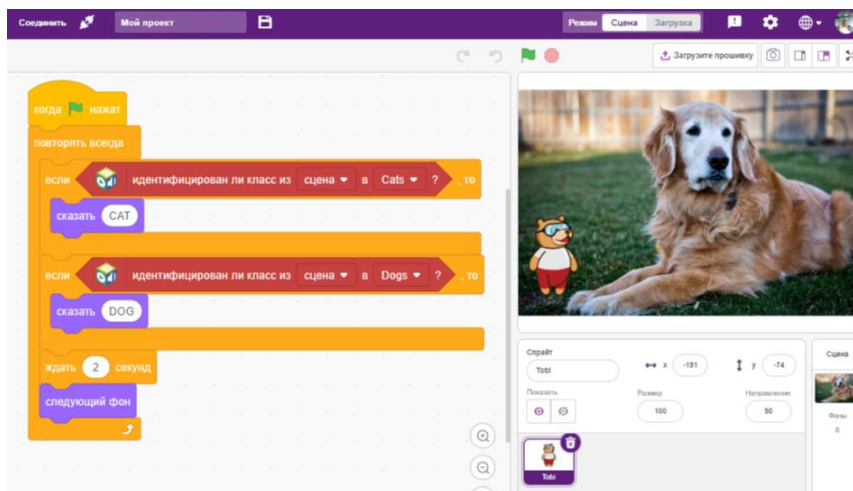 Соединить
Мой проект
Режим Сцена Загрузка
Загрузите прошивку
когда нажат
повторять всегда
если идентифицирован ли класс из сцена в Cats ? , то
сказать CAT
если идентифицирован ли класс из сцена в Dogs ? , то
сказать DOG
ждать 2 секунд
следующий фон
Спрайт
Tobi
x -191
y -74
Показать
Размер
100
Направление
90
Tobi
Сцена
Фоны
6